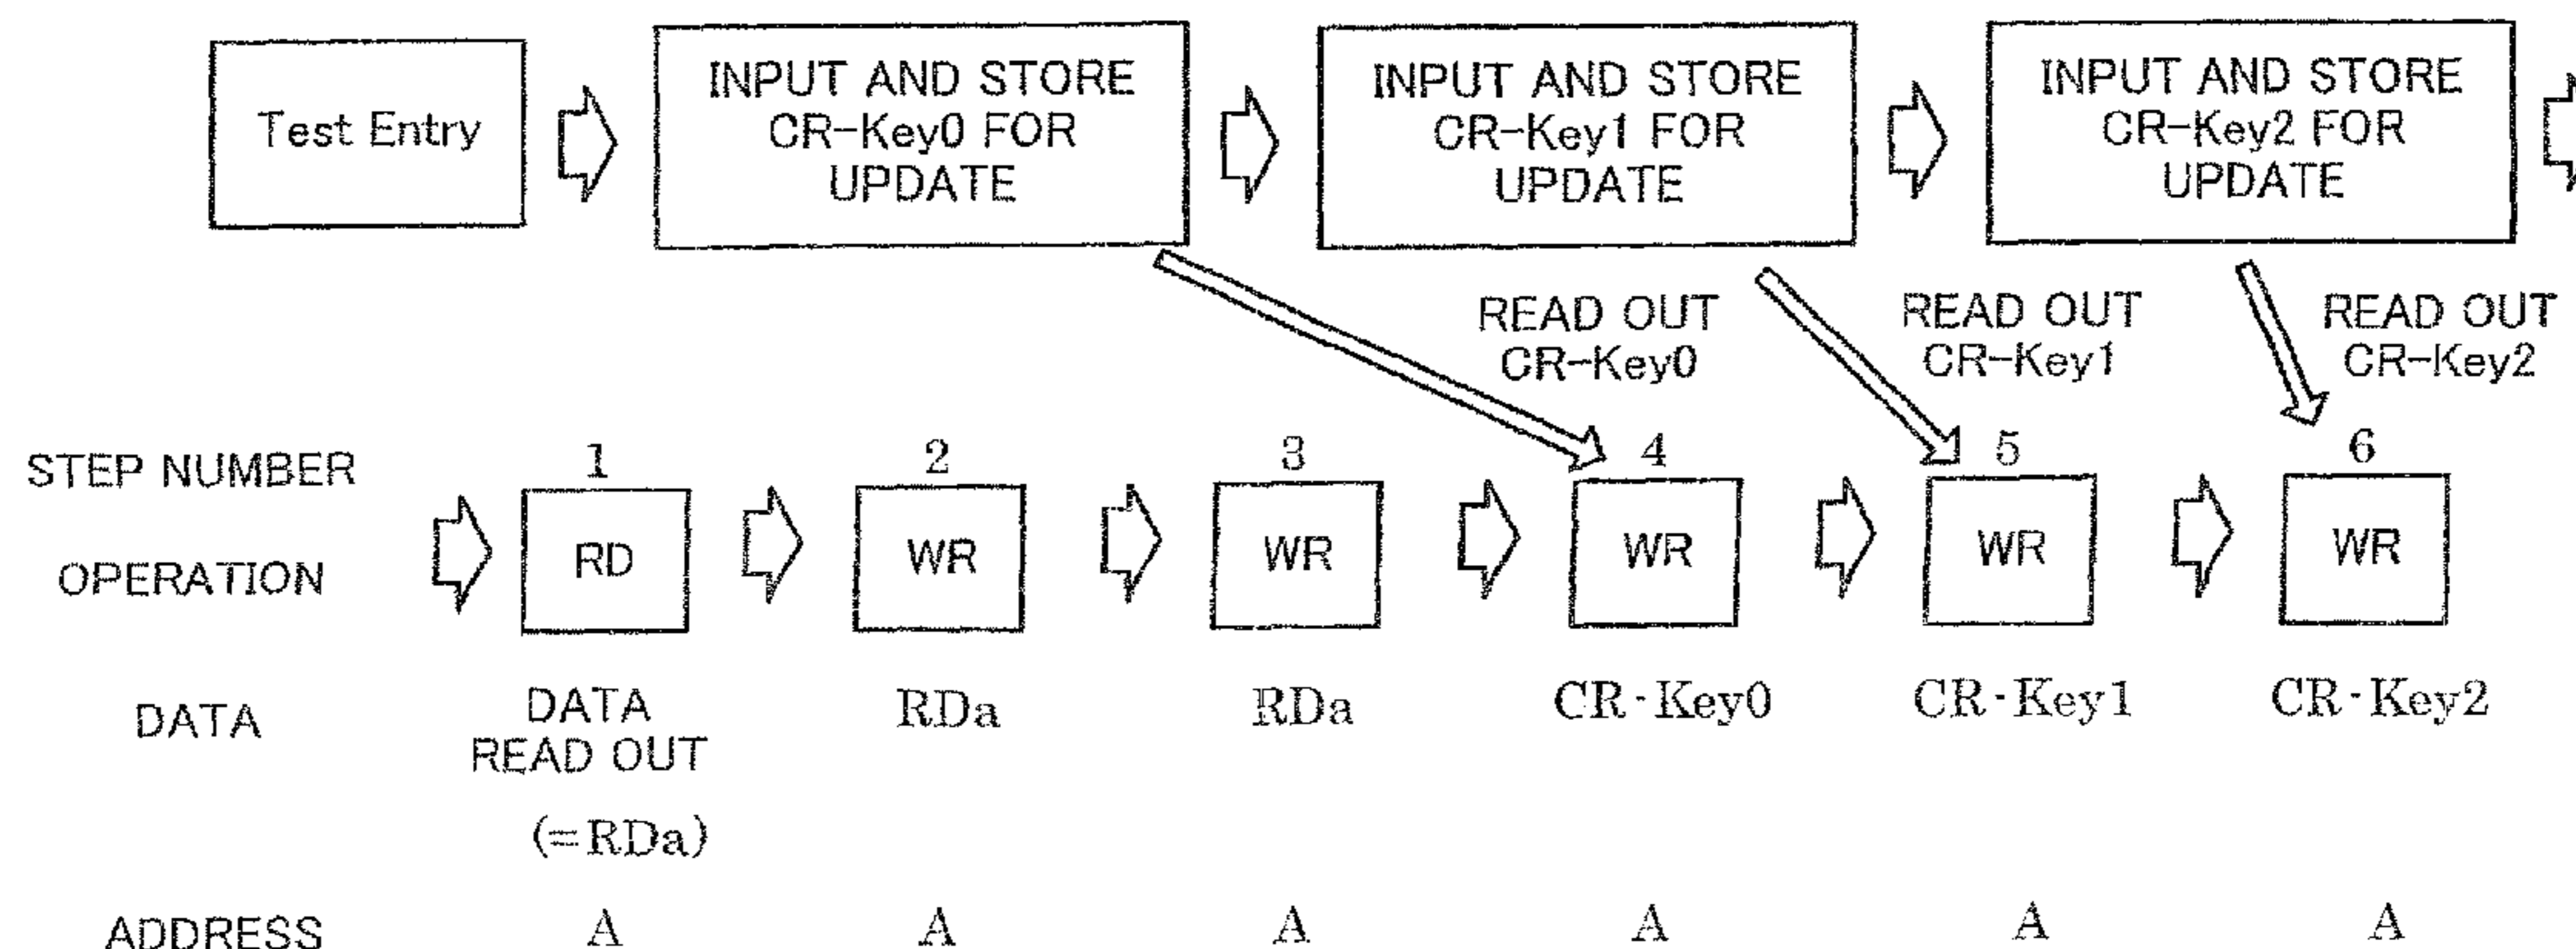 Test Entry
INPUT AND STORE
CR-Key0 FOR
UPDATE
INPUT AND STORE
CR-Key1 FOR
UPDATE
INPUT AND STORE
CR-Key2 FOR
UPDATE
READ OUT
CR-Key0
READ OUT
CR-Key1
READ OUT
CR-Key2
STEP NUMBER 1 2 3 4 5 6
OPERATION RD WR WR WR WR WR
DATA DATA RDa RDa CR-Key0 CR-Key1 CR-Key2
READ OUT
(=RDa)
ADDRESS A A A A A A